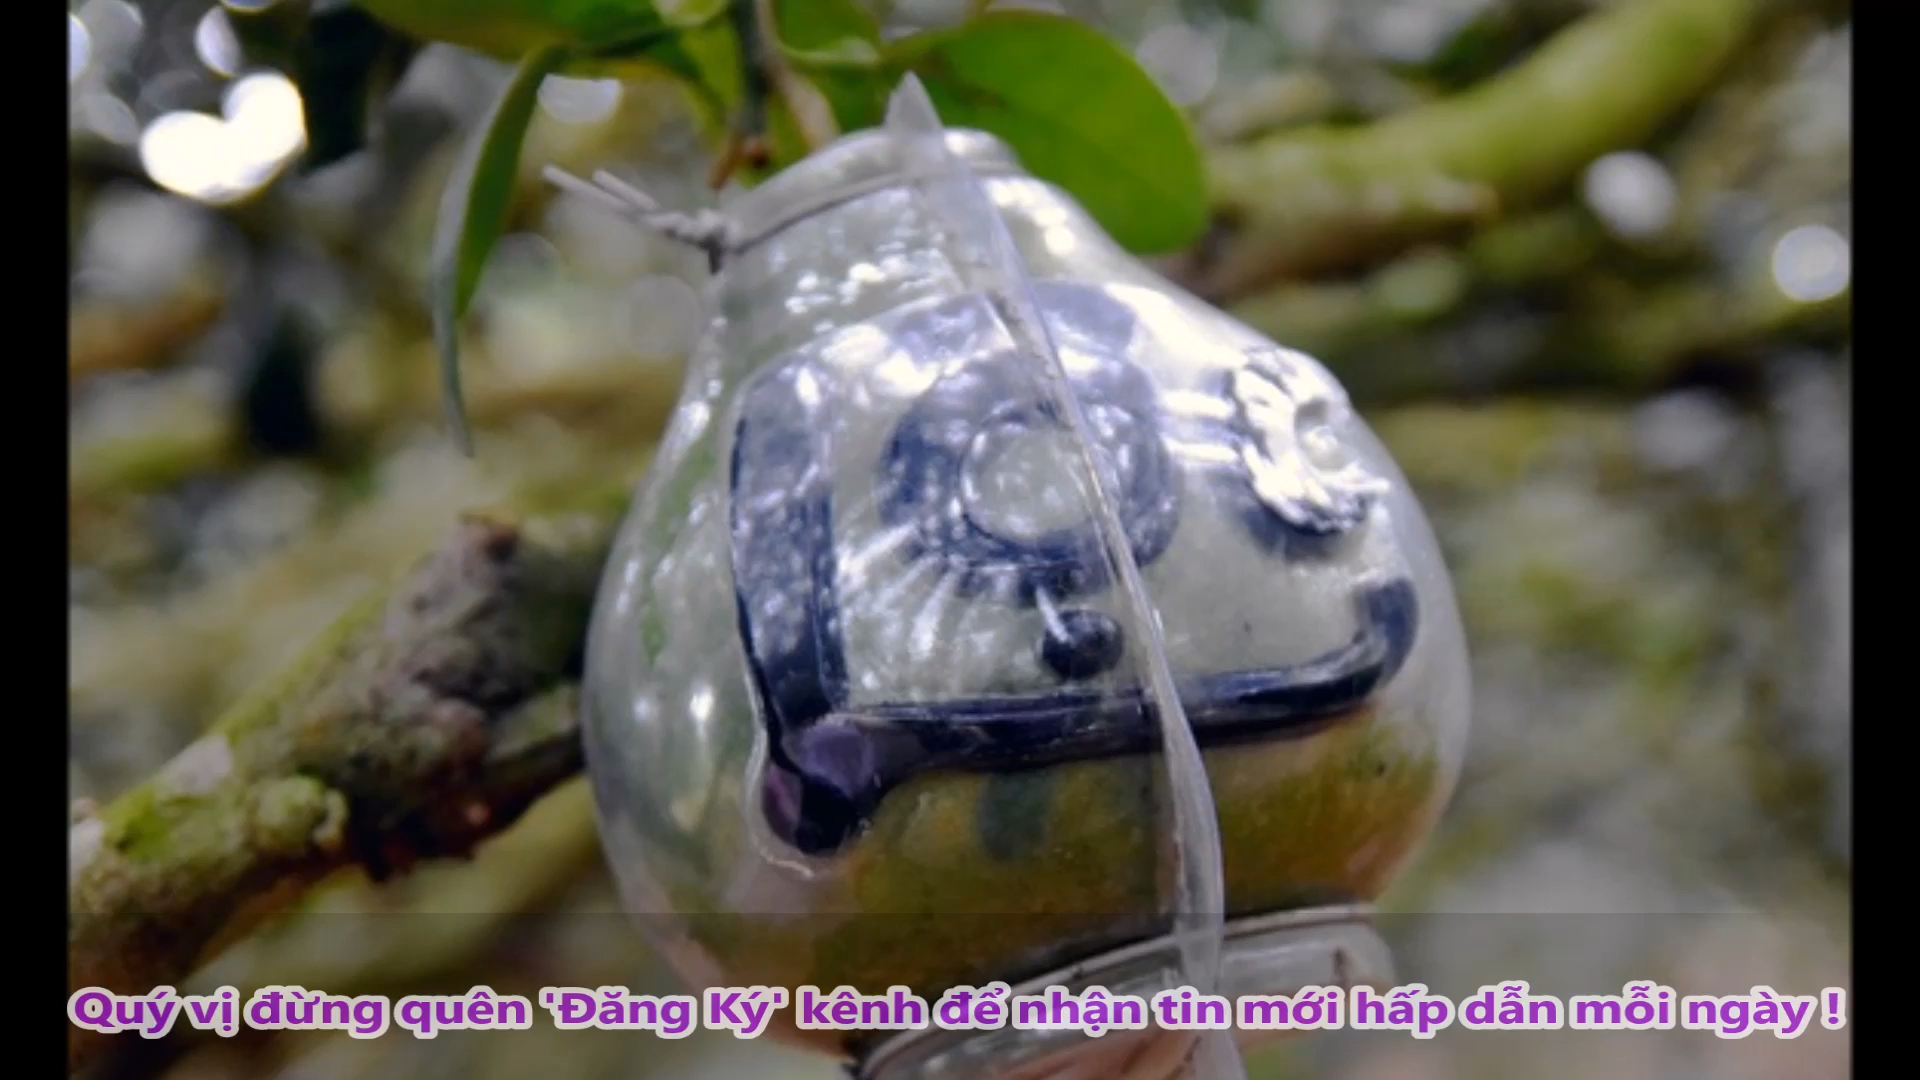 Quý vị đừng quên 'Đăng Ký' kênh để nhận tin mới hấp dẫn mỗi ngày !